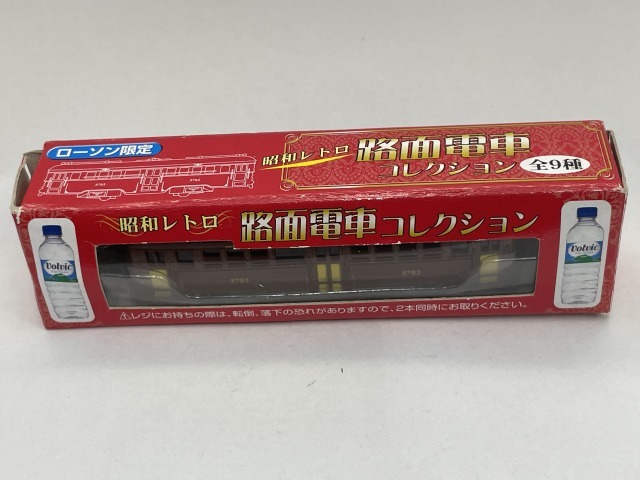 ローソン限定
昭和レトロ 路面電車
コレクション 全9種
昭和レトロ 路面電車コレクション
Volvic
Volvic
⚠レジにお持ちの際は、転倒、落下の恐れがありますので、2本同時にお取りください。